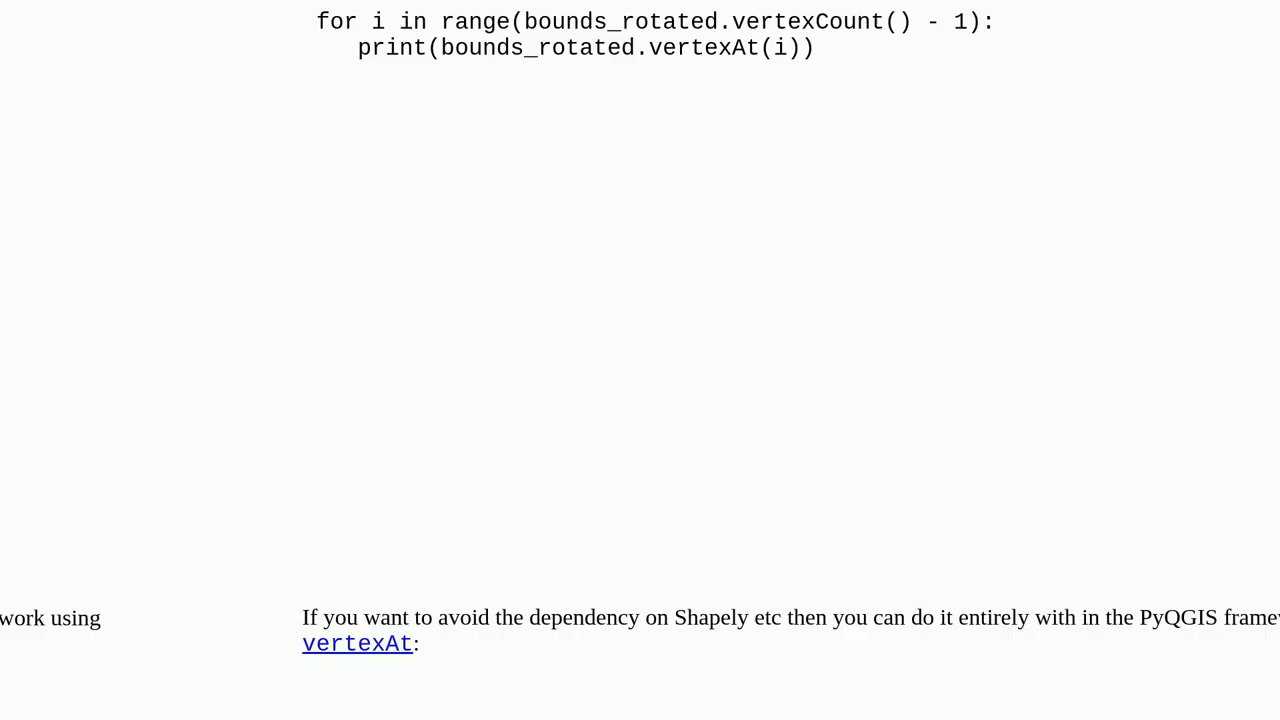 for i in range(bounds_rotated.vertexCount() - 1):
   print(bounds_rotated.vertexAt(i))
work using
If you want to avoid the dependency on Shapely etc then you can do it entirely with in the PyQGIS
vertexAt: